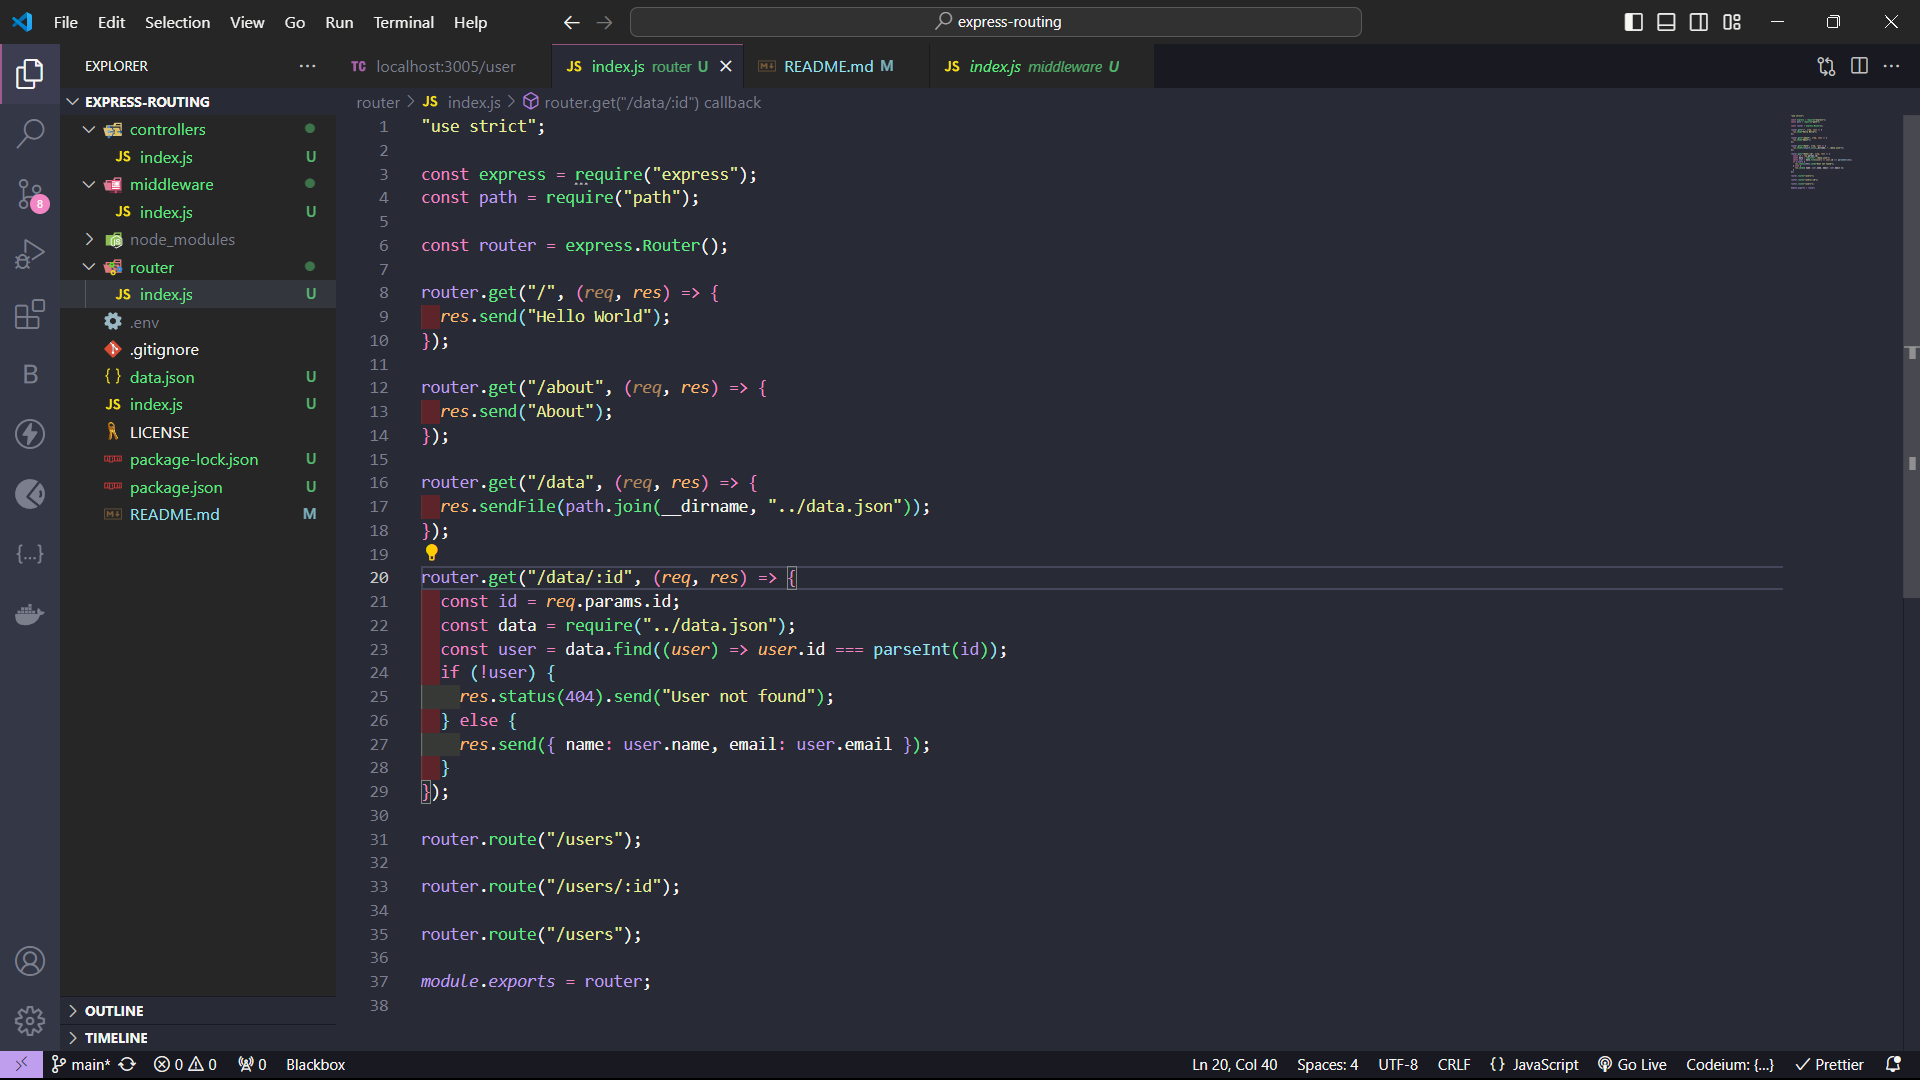 File Edit Selection View Go Run Terminal Help express-routing
EXPLORER
TC localhost:3005/user JS index.js router U README.md M JS index.js middleware U
EXPRESS-ROUTING
controllers
JS index.js U
middleware
JS index.js U
node_modules
router
JS index.js U
.env
.gitignore
{} data.json U
JS index.js U
LICENSE
package-lock.json U
package.json U
README.md M
OUTLINE
TIMELINE
8
B
{...}
router > JS index.js > router.get("/data/:id") callback
1 "use strict";
2
3 const express = require("express");
4 const path = require("path");
5
6 const router = express.Router();
7
8 router.get("/", (req, res) => {
9 res.send("Hello World");
10 });
11
12 router.get("/about", (req, res) => {
13 res.send("About");
14 });
15
16 router.get("/data", (req, res) => {
17 res.sendFile(path.join(__dirname, "../data.json"));
18 });
19
20 router.get("/data/:id", (req, res) => {
21 const id = req.params.id;
22 const data = require("../data.json");
23 const user = data.find((user) => user.id === parseInt(id));
24 if (!user) {
25 res.status(404).send("User not found");
26 } else {
27 res.send({ name: user.name, email: user.email });
28 }
29 });
30
31 router.route("/users");
32
33 router.route("/users/:id");
34
35 router.route("/users");
36
37 module.exports = router;
38
main* 0 0 0 Blackbox Ln 20, Col 40 Spaces: 4 UTF-8 CRLF {} JavaScript Go Live Codeium: {...} Prettier